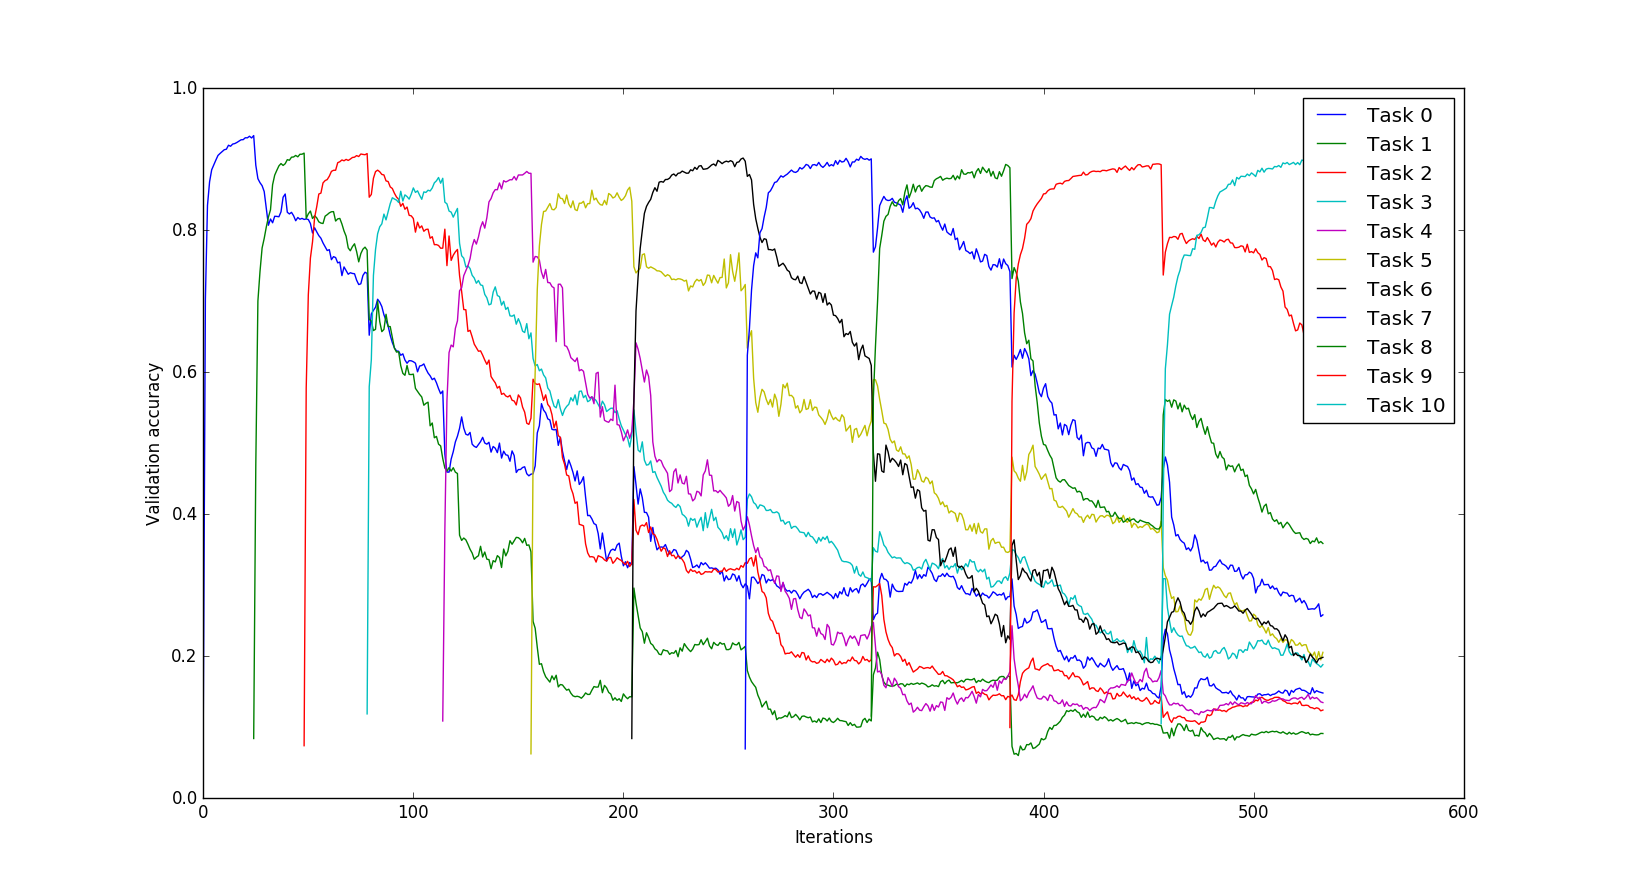 1.0
0.8
0.6
0.4
0.2
0.0
Validation accuracy
0 100 200 300 400 500 600
Iterations
Task 0
Task 1
Task 2
Task 3
Task 4
Task 5
Task 6
Task 7
Task 8
Task 9
Task 10